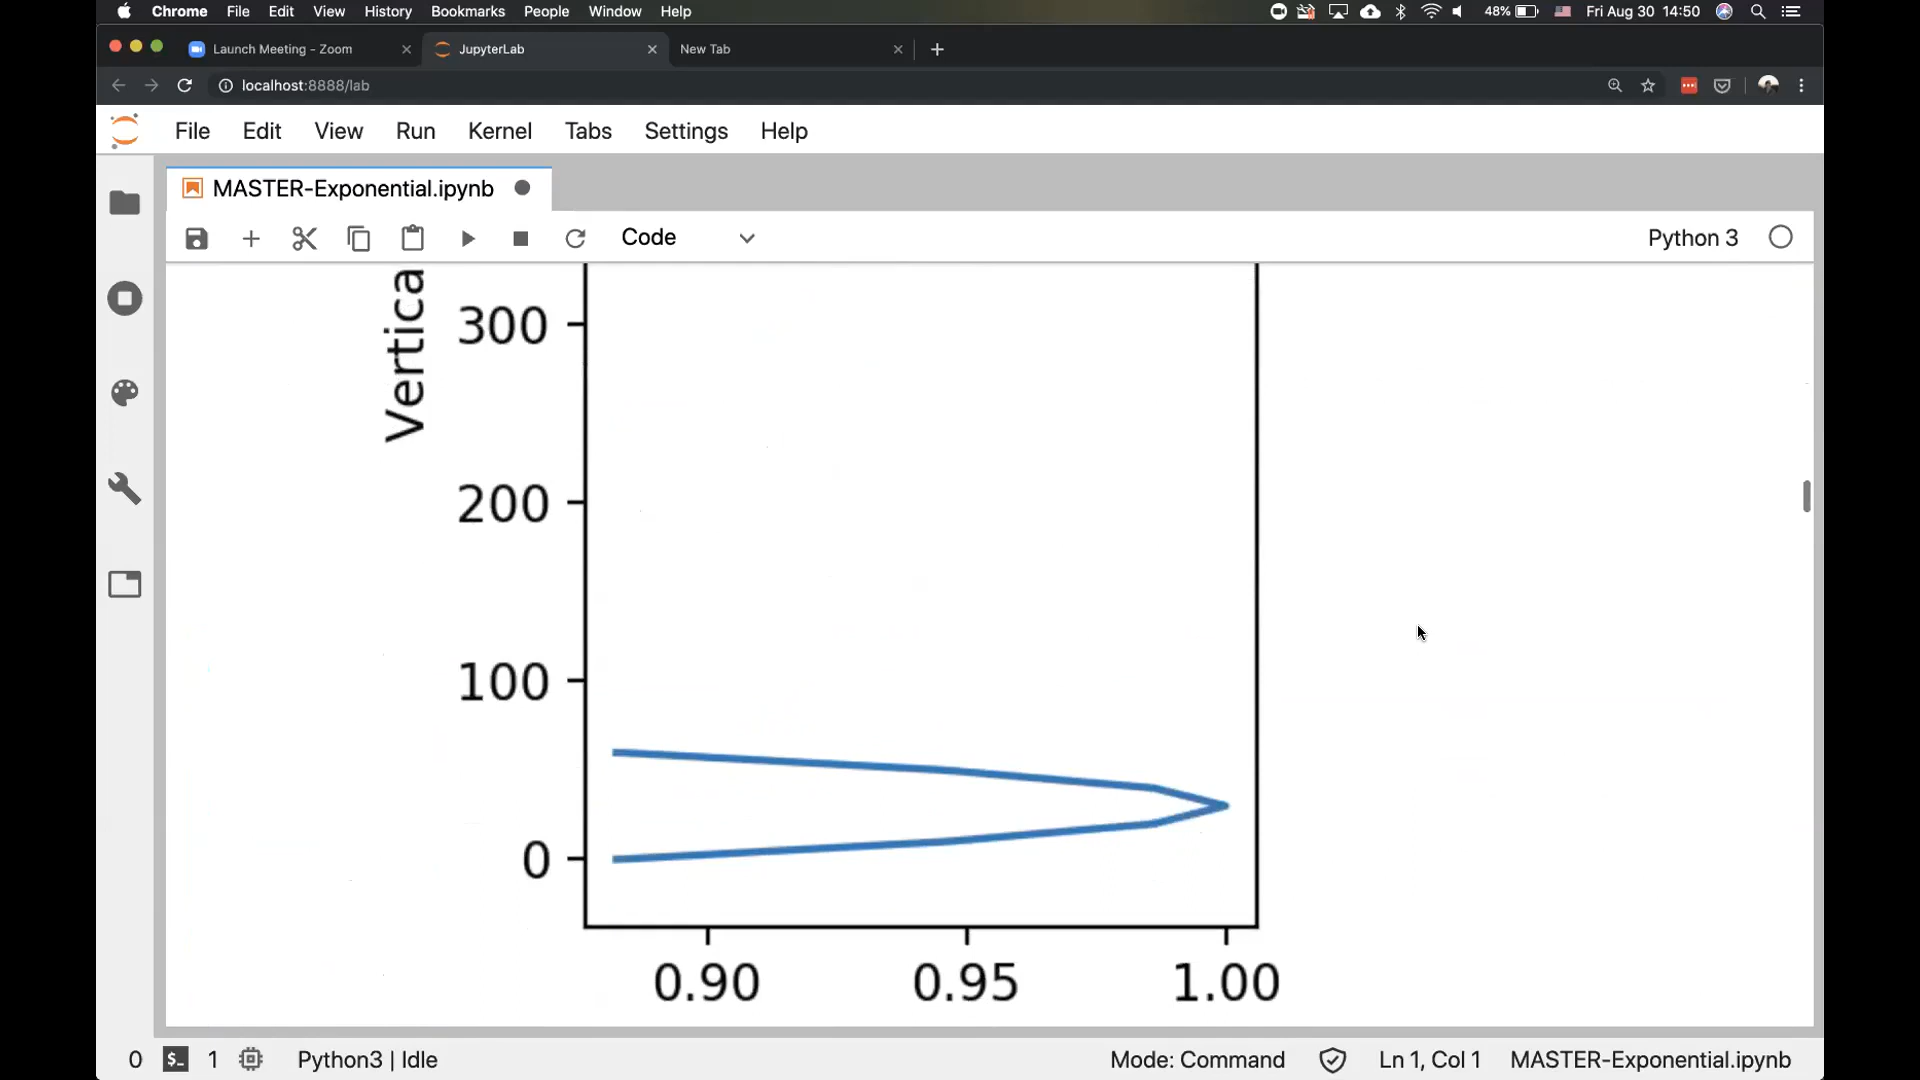 Chrome File Edit View History Bookmarks People Window Help 48% Fri Aug 30 14:50
Launch Meeting - Zoom JupyterLab New Tab
localhost:8888/lab
File Edit View Run Kernel Tabs Settings Help
MASTER-Exponential.ipynb
Code Python 3
Vertica
300
200
100
0
0.90 0.95 1.00
0 $_ 1 Python3 | Idle Mode: Command Ln 1, Col 1 MASTER-Exponential.ipynb